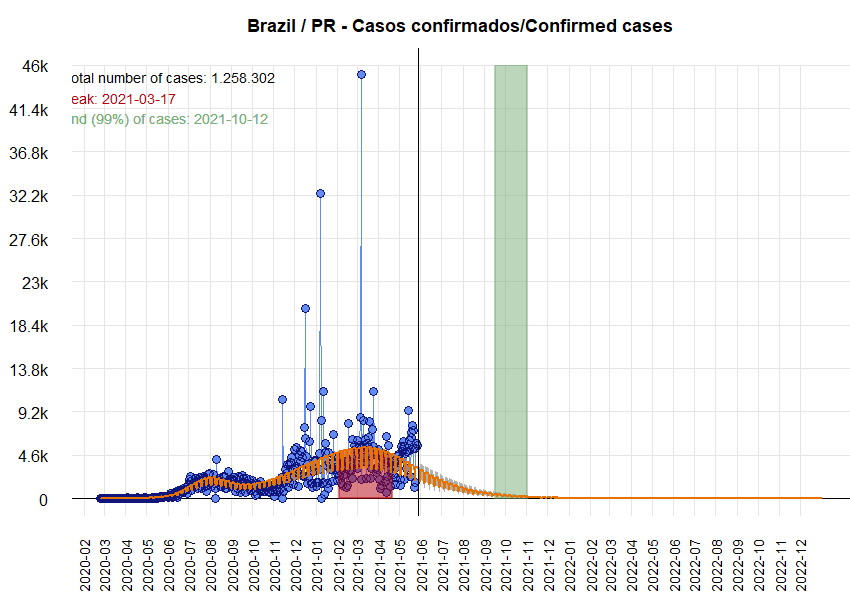 Brazil / PR - Casos confirmados/Confirmed cases
46k
otal number of cases: 1.258.302
eak: 2021-03-17
41.4k
nd (99%) of cases: 2021-10-12
36.8k
32.2k
27.6k
23k
18.4k
13.8k
9.2k
4.6k
0
2020-02
2020-03
2020-04
2020-05
2020-06
2020-07
2020-08
2020-09
2020-10
2020-11
2020-12
2021-01
2021-02
2021-03
2021-04
2021-05
2021-06
2021-07
2021-08
2021-09
2021-10
2021-11
2021-12
2022-01
2022-02
2022-03
2022-04
2022-05
2022-06
2022-07
2022-08
2022-09
2022-10
2022-11
2022-12